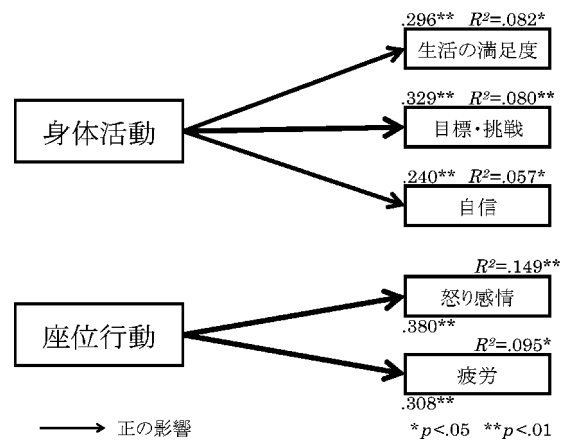 .296** R²=.082*
生活の満足度
.329** R²=.080**
身体活動
目標・挑戦
.240** R²=.057*
自信
R²=.149**
怒り感情
座位行動
.380**
R²=.095*
疲労
.308**
正の影響
*p<.05 **p<.01